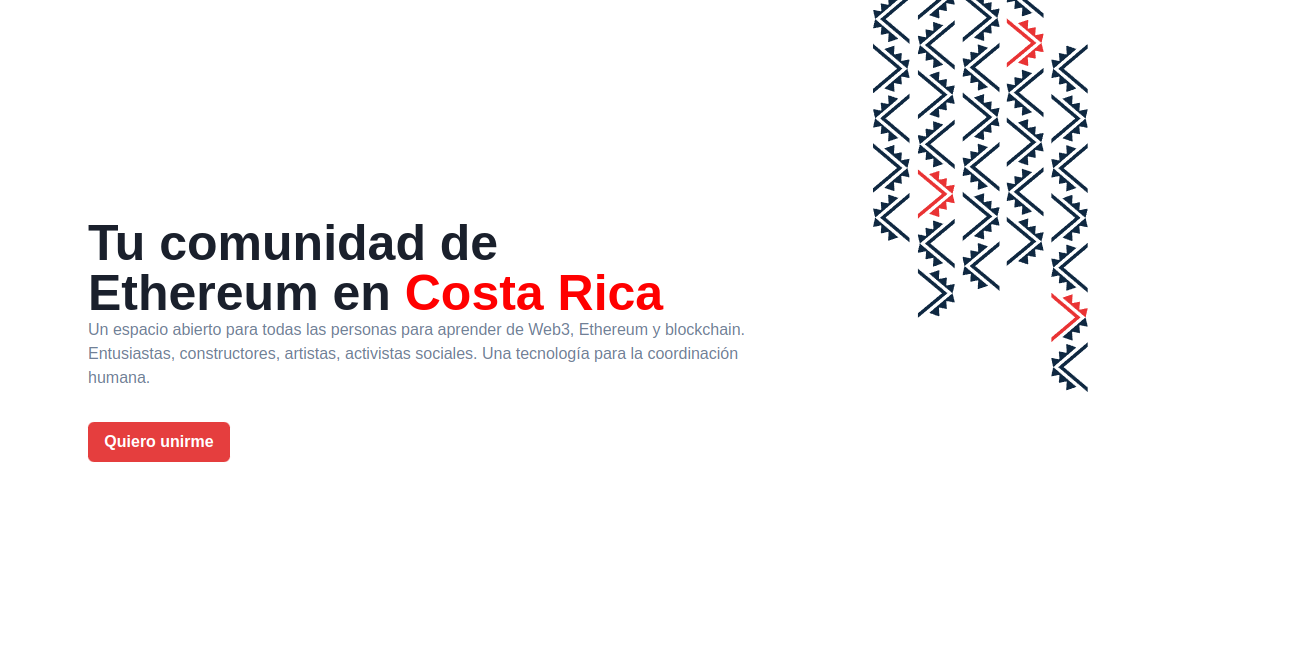 Tu comunidad de
Ethereum en Costa Rica
Un espacio abierto para todas las personas para aprender de Web3, Ethereum y blockchain.
Entusiastas, constructores, artistas, activistas sociales. Una tecnología para la coordinación
humana.
Quiero unirme